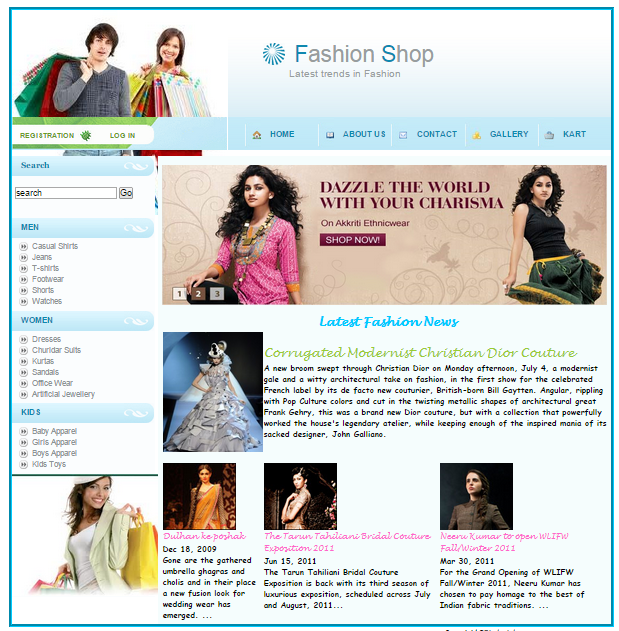 Fashion Shop
Latest trends in Fashion
REGISTRATION LOG IN
HOME ABOUT US CONTACT GALLERY KART
Search
search Go
MEN
Casual Shirts
Jeans
T-shirts
Footwear
Shorts
Watches
WOMEN
Dresses
Churidar Suits
Kurtas
Sandals
Office Wear
Artificial Jewellery
KIDS
Baby Apparel
Girls Apparel
Boys Apparel
Kids Toys
DAZZLE THE WORLD
WITH YOUR CHARISMA
On Akkriti Ethnicwear
SHOP NOW!
1 2 3
Latest Fashion News
Corrugated Modernist Christian Dior Couture
A new broom swept through Christian Dior on Monday afternoon, July 4, a modernist
gale and a witty architectural take on fashion, in the first show for the celebrated
French label by its de facto new couturier, British-born Bill Gaytten. Angular, rippling
with Pop Culture colors and cut in the twisting metallic shapes of architectural great
Frank Gehry, this was a brand new Dior couture, but with a collection that powerfully
worked the house's legendary atelier, while keeping enough of the inspired mania of its
sacked designer, John Galliano.
Dulhan ke poshak
Dec 18, 2009
Gone are the gathered
umbrella ghagras and
cholis and in their place
a new fusion look for
wedding wear has
emerged. ...
The Tarun Tahiliani Bridal Couture
Exposition 2011
Jun 15, 2011
The Tarun Tahiliani Bridal Couture
Exposition is back with its third season of
luxurious exposition, scheduled across July
and August, 2011...
Neeru Kumar to open WLIFW
Fall/Winter 2011
Mar 30, 2011
For the Grand Opening of WLIFW
Fall/Winter 2011, Neeru Kumar has
chosen to pay homage to the best of
Indian fabric traditions. ...